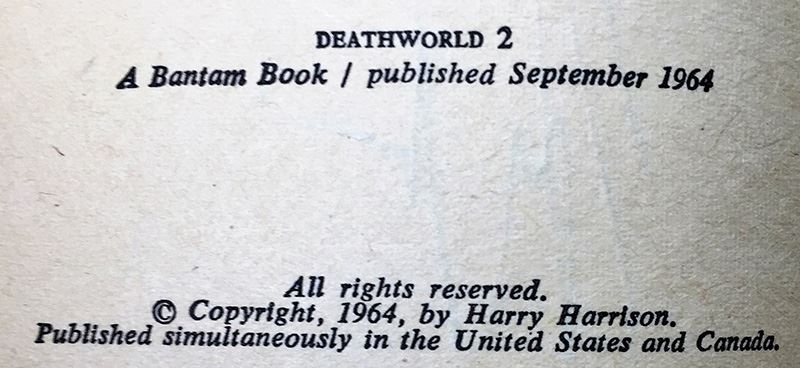 DEATHWORLD 2
A Bantam Book / published September 1964
All rights reserved.
© Copyright, 1964, by Harry Harrison.
Published simultaneously in the United States and Canada.